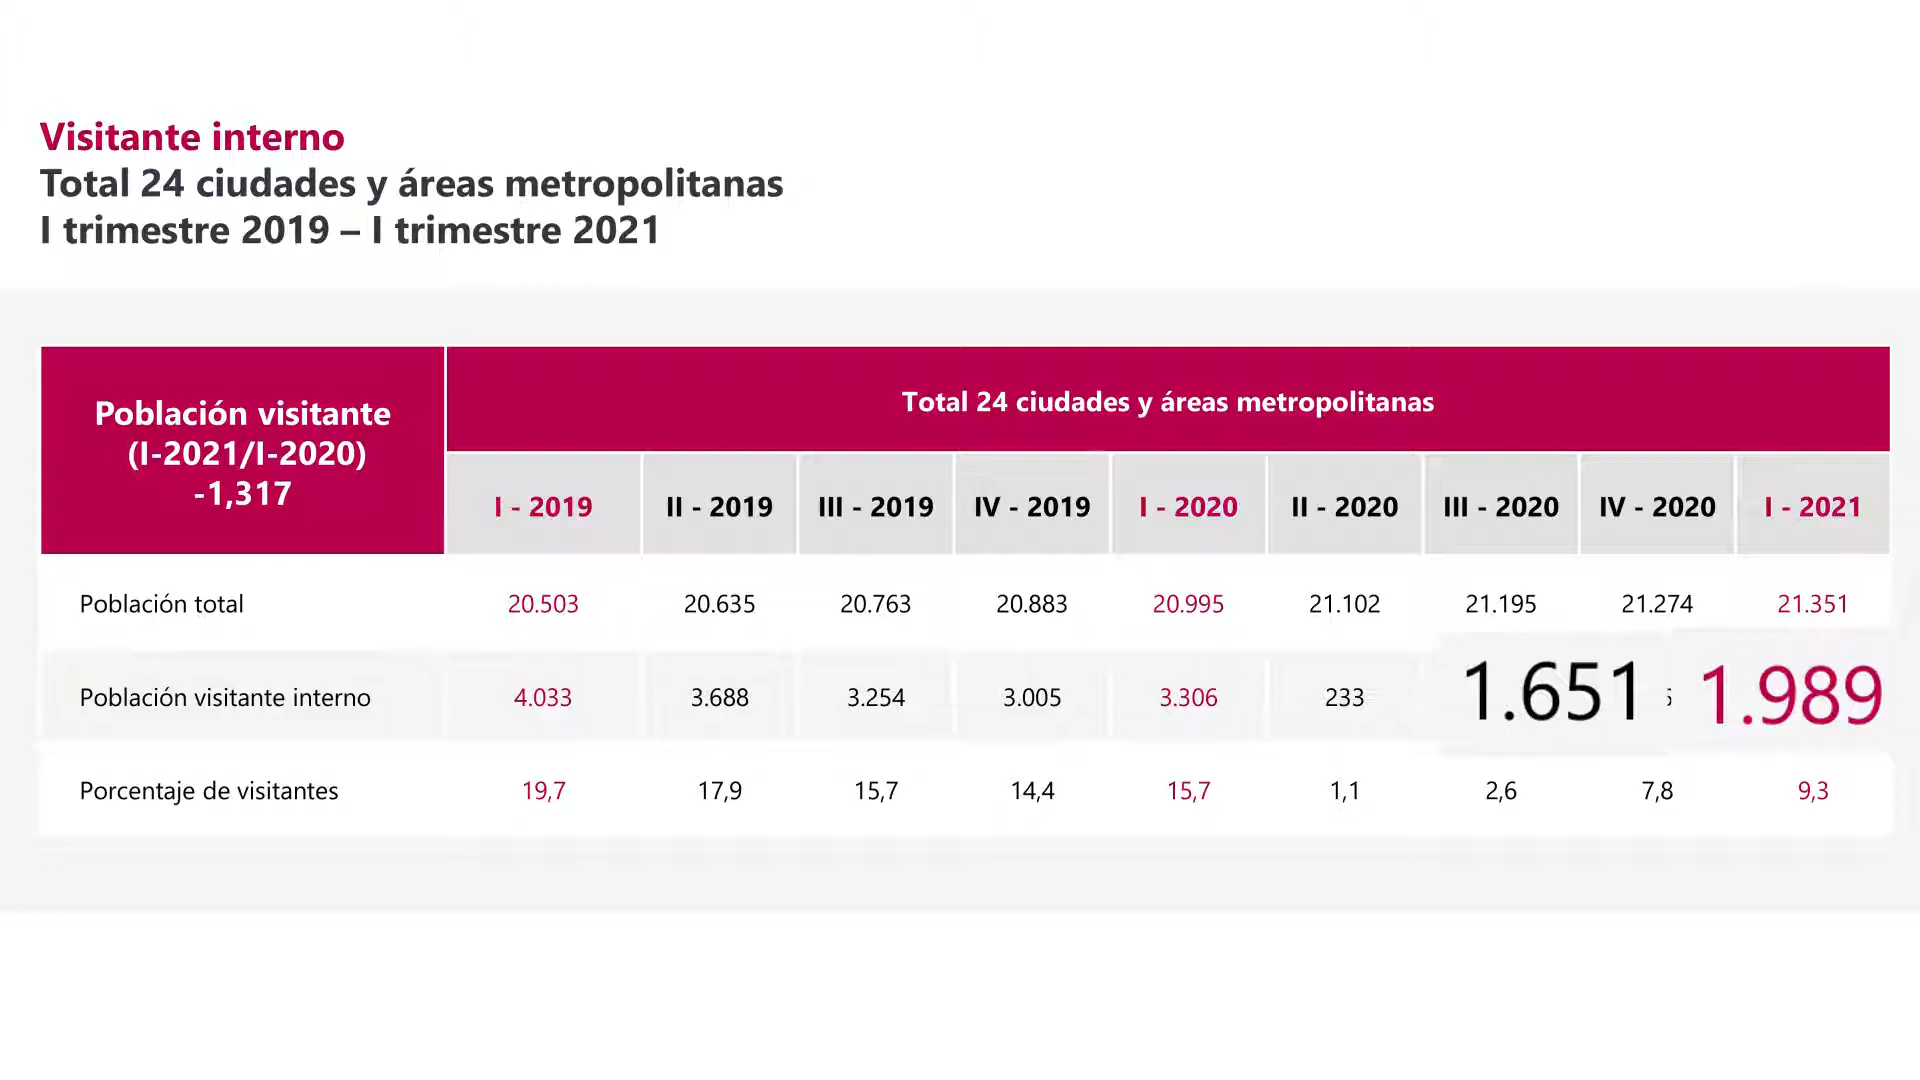 Visitante interno
Total 24 ciudades y áreas metropolitanas
I trimestre 2019 – I trimestre 2021
Población visitante
(I-2021/I-2020)
-1,317
Total 24 ciudades y áreas metropolitanas
I - 2019 II - 2019 III - 2019 IV - 2019 I - 2020 II - 2020 III - 2020 IV - 2020 I - 2021
Población total 20.503 20.635 20.763 20.883 20.995 21.102 21.195 21.274 21.351
Población visitante interno 4.033 3.688 3.254 3.005 3.306 233 1.651 1.989
Porcentaje de visitantes 19,7 17,9 15,7 14,4 15,7 1,1 2,6 7,8 9,3